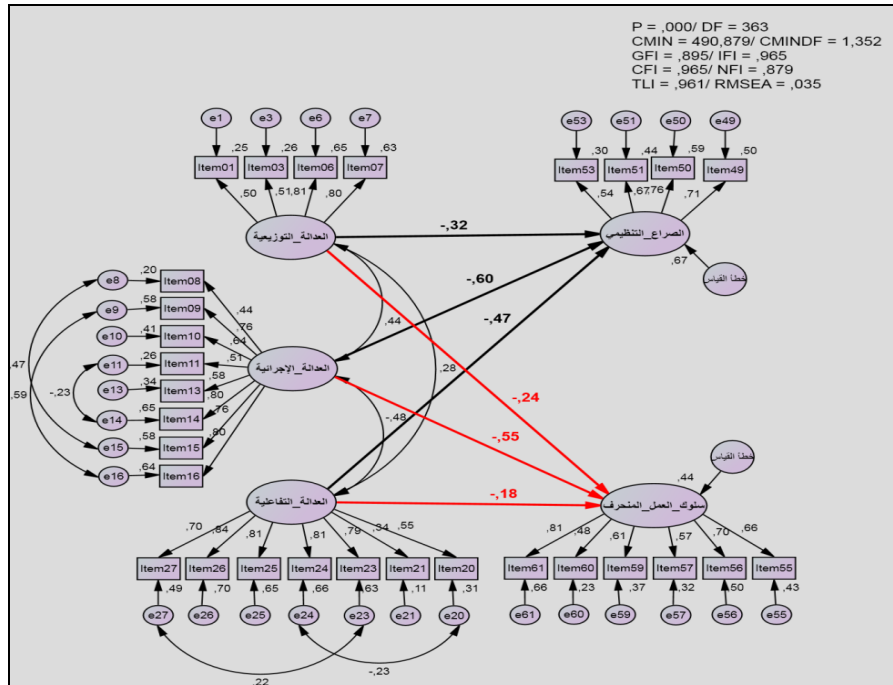 P = ,000/ DF = 363
CMIN = 490,879/ CMINDF = 1,352
GFI = ,895/ IFI = ,965
CFI = ,965/ NFI = ,879
TLI = ,961/ RMSEA = ,035
e1 e3 e6 e7
,25 ,26 ,65 ,63
Item01 Item03 Item06 Item07
,50 ,51 ,81 ,80
العدالة_التوزيعية
e53 e51 e50 e49
,30 ,44 ,59 ,50
Item53 Item51 Item50 Item49
,54 ,67 ,76 ,71
الصراع_التنظيمي
,67
خطأ القياس
-,32
-,60
-,47
,44
,28
-,48
-,24
-,55
-,18
e8 ,20 Item08 ,44
e9 ,58 Item09 ,76
e10 ,41 Item10 ,64
e11 ,26 Item11 ,51
e13 ,34 Item13 ,58
e14 ,65 Item14 ,80
e15 ,58 Item15 ,76
e16 ,64 Item16 ,80
,47
,59
-,23
العدالة_الإجرائية
العدالة_التفاعلية
,70 ,84 ,81 ,81 ,79 ,34 ,55
Item27 Item26 Item25 Item24 Item23 Item21 Item20
,49 ,70 ,65 ,66 ,63 ,11 ,31
e27 e26 e25 e24 e23 e21 e20
,22 -,23
خطأ القياس
,44
سلوك_العمل_المنحرف
,81 ,48 ,61 ,57 ,70 ,66
Item61 Item60 Item59 Item57 Item56 Item55
,66 ,23 ,37 ,32 ,50 ,43
e61 e60 e59 e57 e56 e55